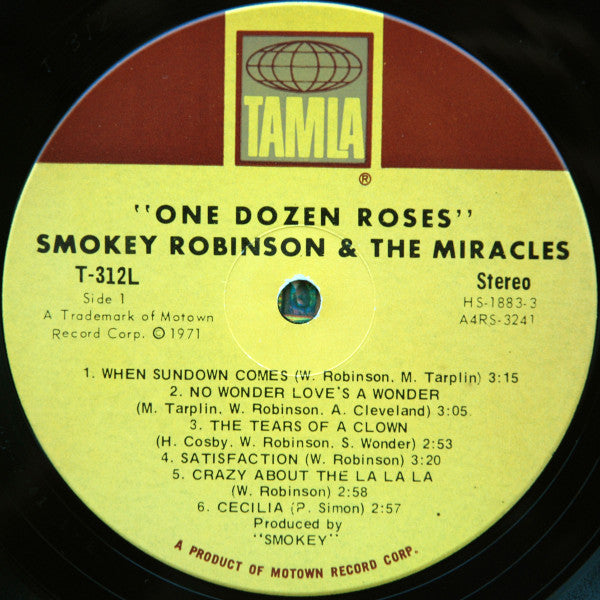 TAMLA
®
"ONE DOZEN ROSES"
SMOKEY ROBINSON & THE MIRACLES
T-312L
Side 1
A Trademark of Motown
Record Corp. © 1971
Stereo
HS-1883-3
A4RS-3241
1. WHEN SUNDOWN COMES (W. Robinson, M. Tarplin) 3:15
2. NO WONDER LOVE'S A WONDER
(M. Tarplin, W. Robinson, A. Cleveland) 3:05
3. THE TEARS OF A CLOWN
(H. Cosby, W. Robinson, S. Wonder) 2:53
4. SATISFACTION (W. Robinson) 3:20
5. CRAZY ABOUT THE LA LA LA
(W. Robinson) 2:58
6. CECILIA (P. Simon) 2:57
Produced by
"SMOKEY"
A PRODUCT OF MOTOWN RECORD CORP.